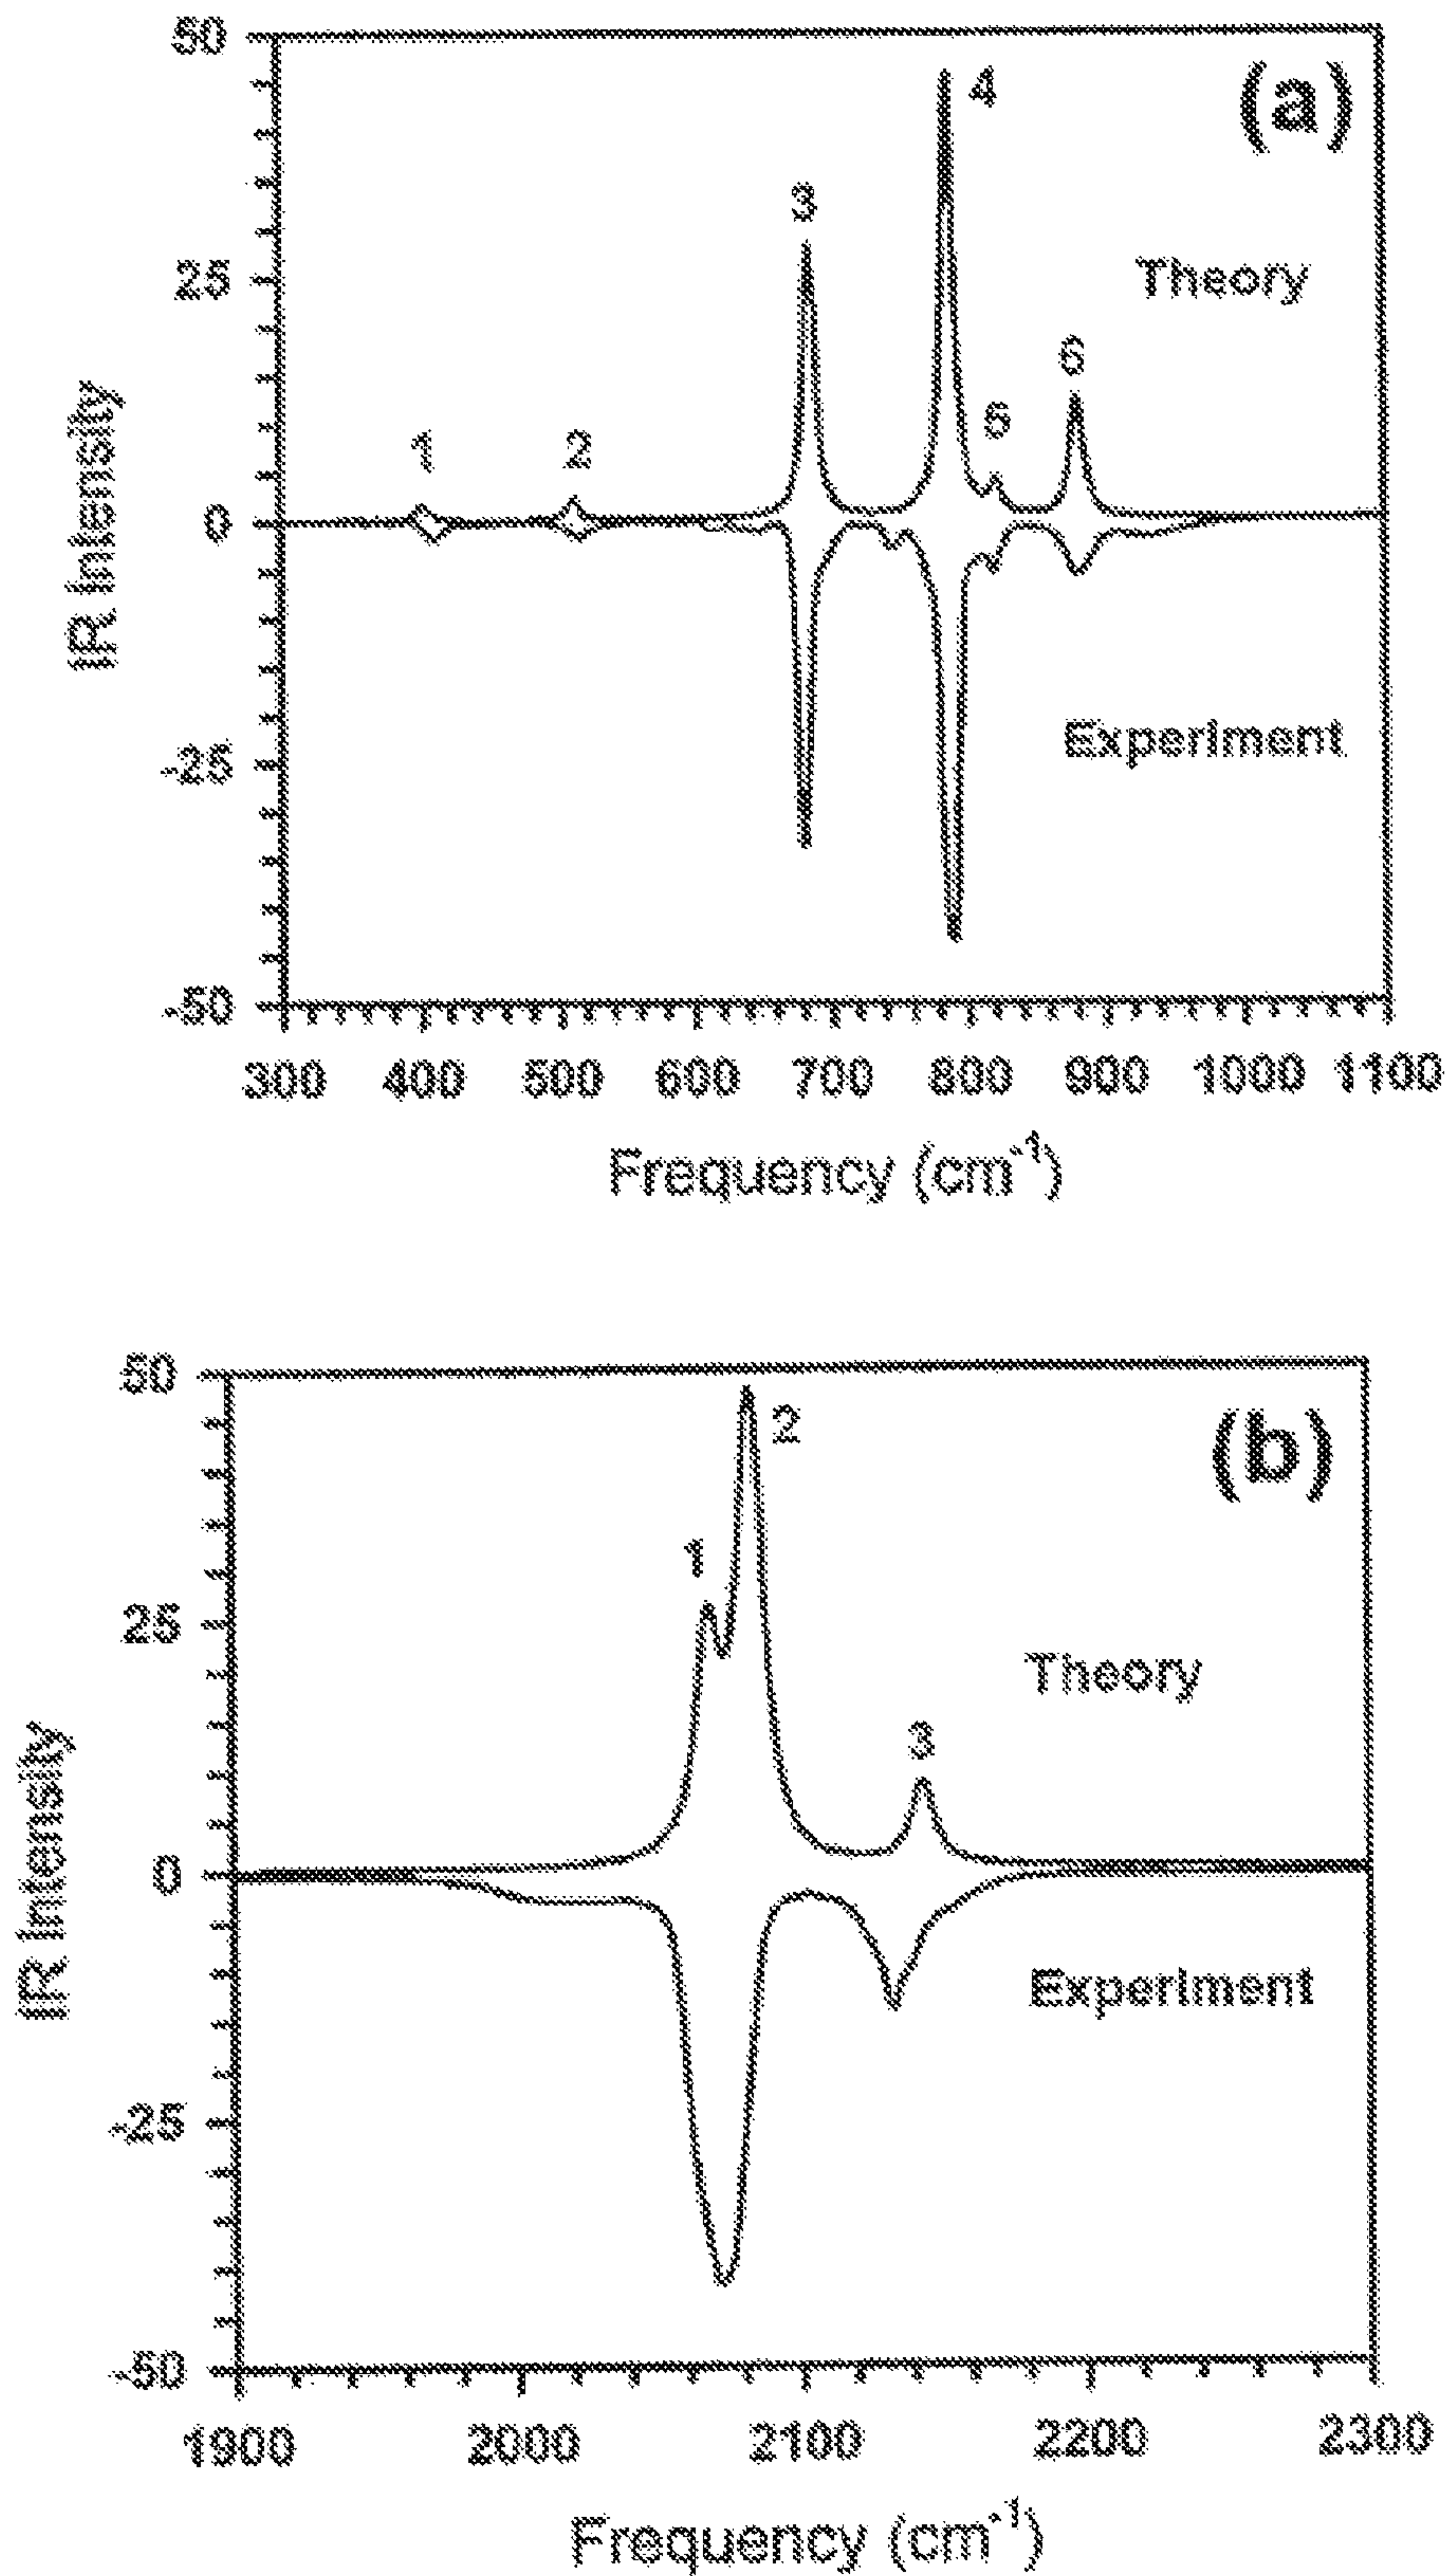 50
(a)
4
3
25
Theory
6
5
1
2
0
IR Intensity
-25
Experiment
-50
300 400 500 600 700 800 900 1000 1100
Frequency (cm-1)
50
(b)
2
1
25
Theory
3
0
IR Intensity
Experiment
-25
-50
1900 2000 2100 2200 2300
Frequency (cm-1)